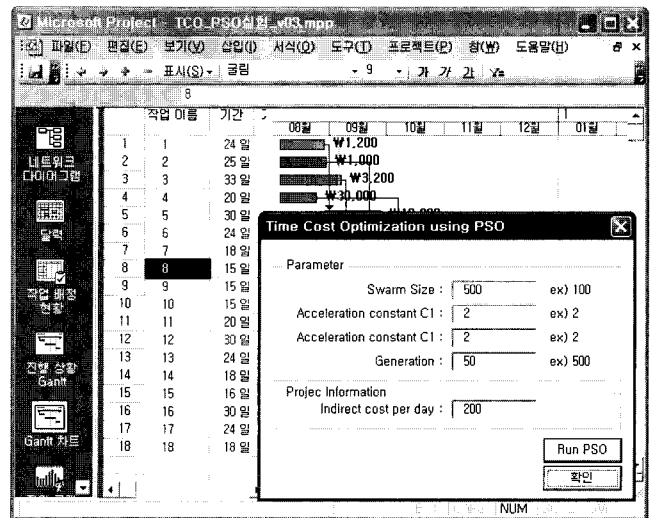 Microsoft Project - TCO_PSO실험_v03.mpp
파일(F) 편집(E) 보기(V) 삽입(I) 서식(O) 도구(T) 프로젝트(P) 창(W) 도움말(H)
표시(S) 굴림 9 가 가 가
8
작업 이름 기간
08월 09월 10월 11월 12월 01월
1 1 24 일 ₩1,200
2 2 25 일 ₩1,000
3 3 33 일 ₩3,200
4 4 20 일 ₩30,000
5 5 30 일
6 6 24 일
7 7 18 일
8 8 15 일
9 9 15 일
10 10 15 일
11 11 20 일
12 12 30 일
13 13 24 일
14 14 18 일
15 15 16 일
16 16 30 일
17 17 24 일
18 18 18 일
네트워크
다이어그램
달력
작업 배정
현황
진행 상황
Gantt
Gantt 차트
Time Cost Optimization using PSO
Parameter
Swarm Size : 500 ex) 100
Acceleration constant C1 : 2 ex) 2
Acceleration constant C1 : 2 ex) 2
Generation : 50 ex) 500
Projec Information
Indirect cost per day : 200
Run PSO
확인
NUM